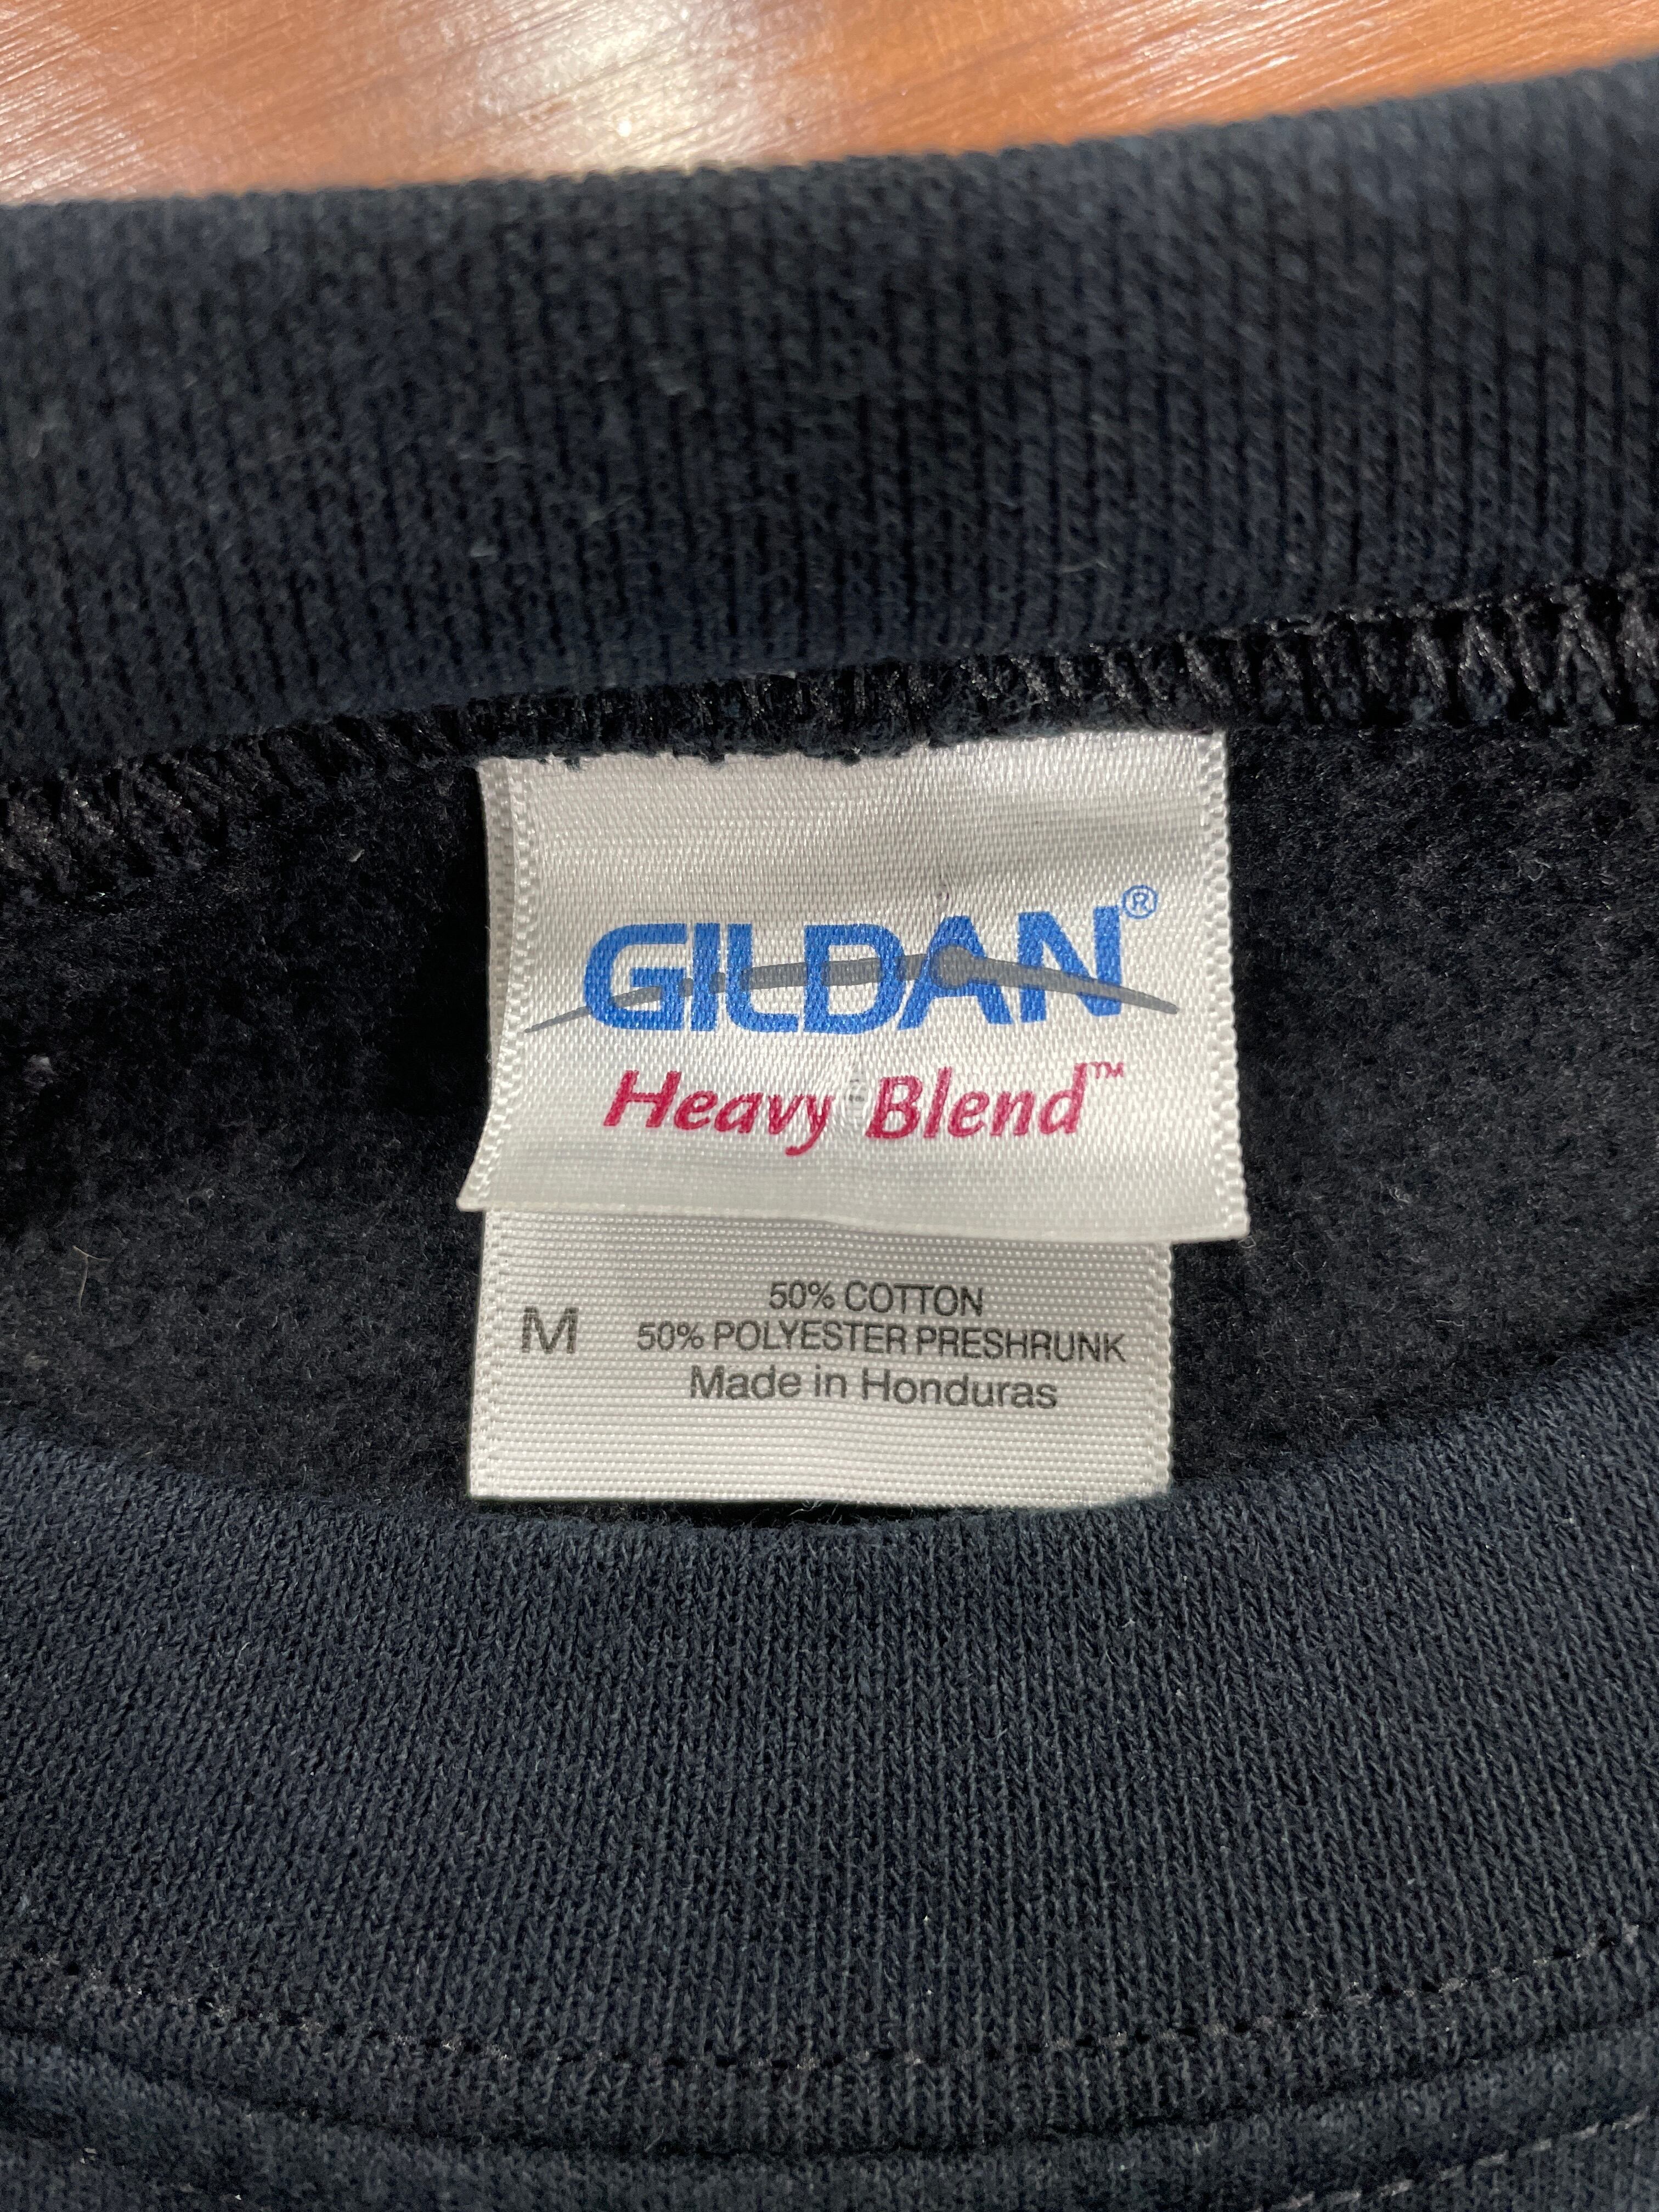 GILDAN®
Heavy Blend™
M
50% COTTON
50% POLYESTER PRESHRUNK
Made in Honduras